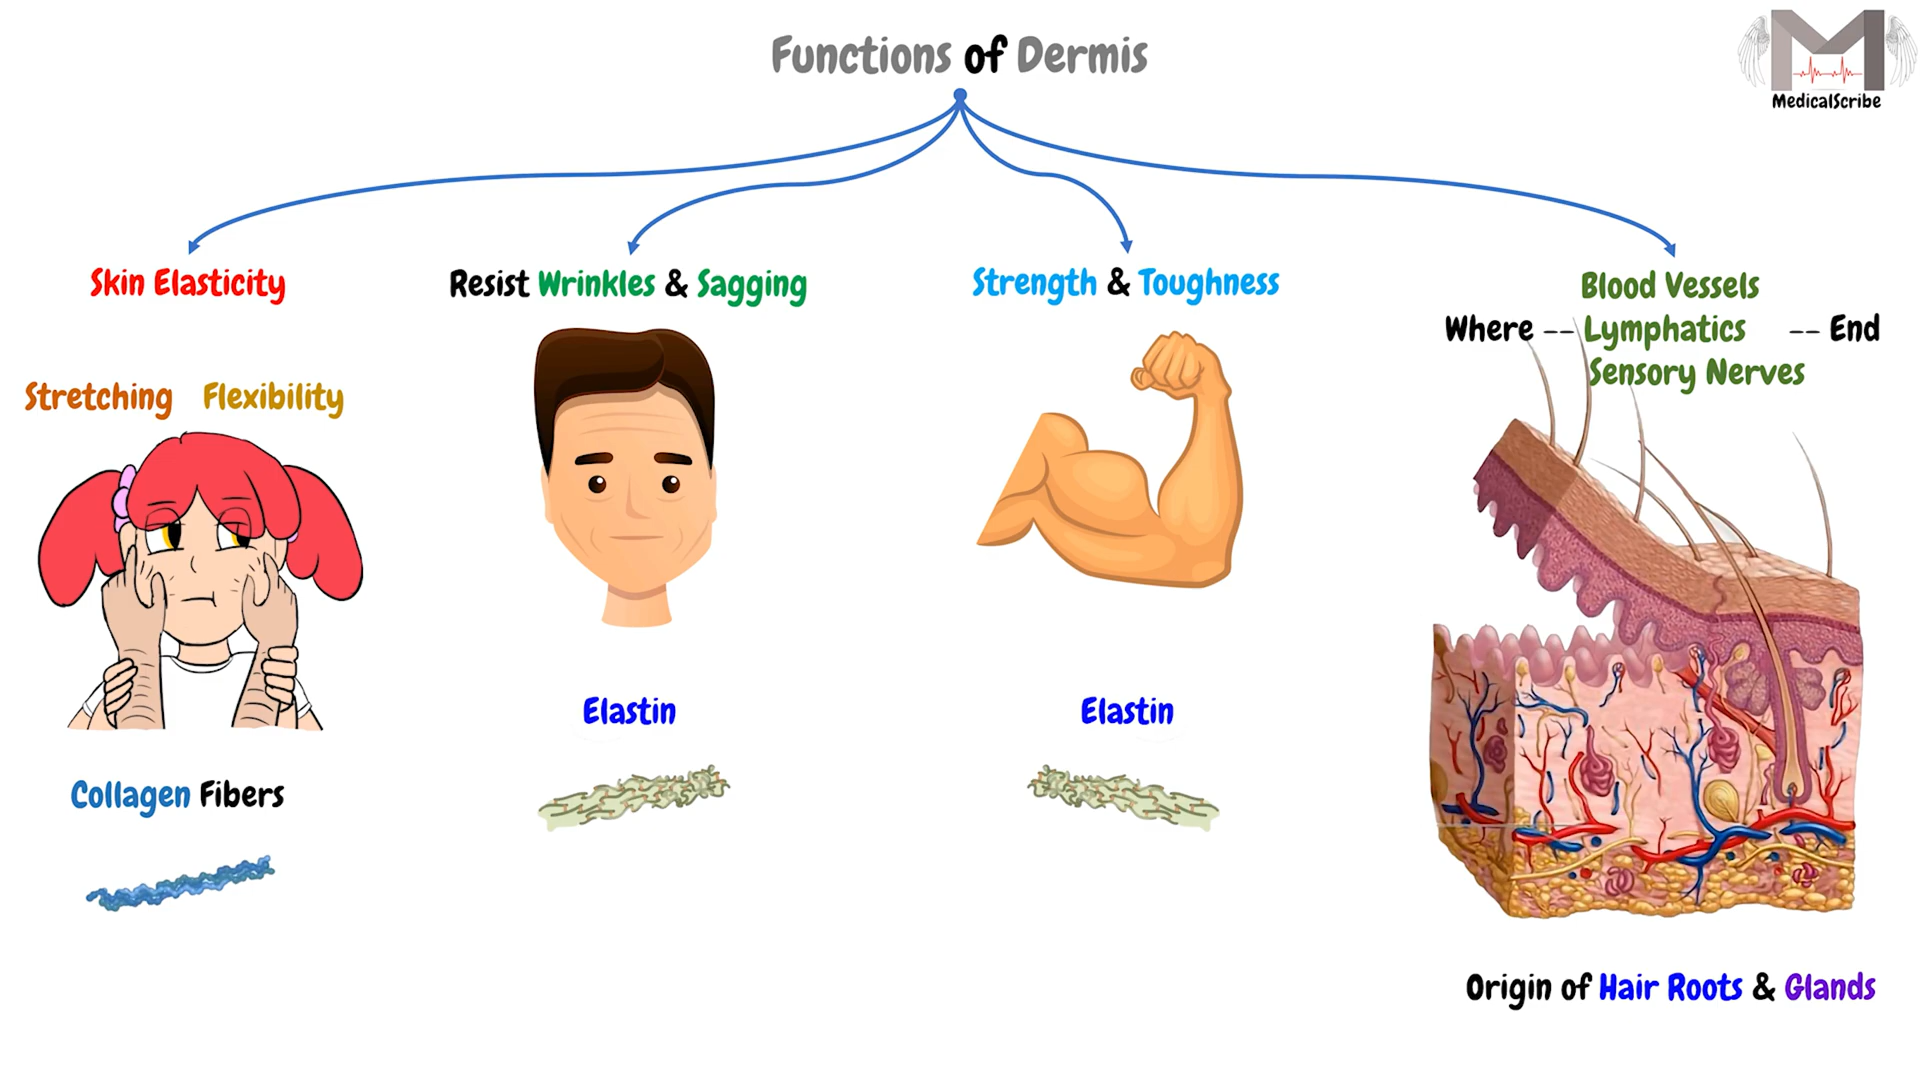 Functions of Dermis
MedicalScribe
Skin Elasticity
Stretching Flexibility
Collagen Fibers
Resist Wrinkles & Sagging
Elastin
Strength & Toughness
Elastin
Blood Vessels
Where -- Lymphatics -- End
Sensory Nerves
Origin of Hair Roots & Glands